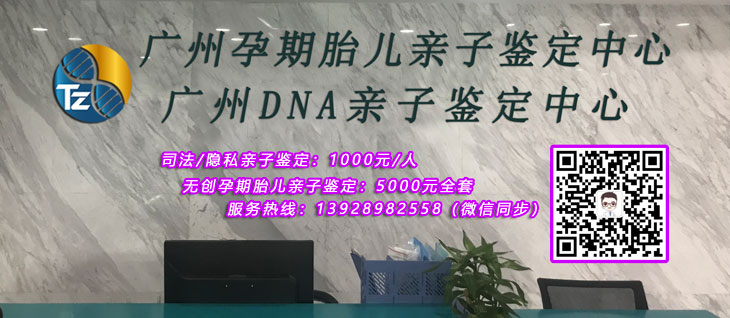 广州孕期胎儿亲子鉴定中心
TZ
广州DNA亲子鉴定中心
司法/隐私亲子鉴定：1000元/人
无创孕期胎儿亲子鉴定：5000元全套
服务热线：13928982558（微信同步）